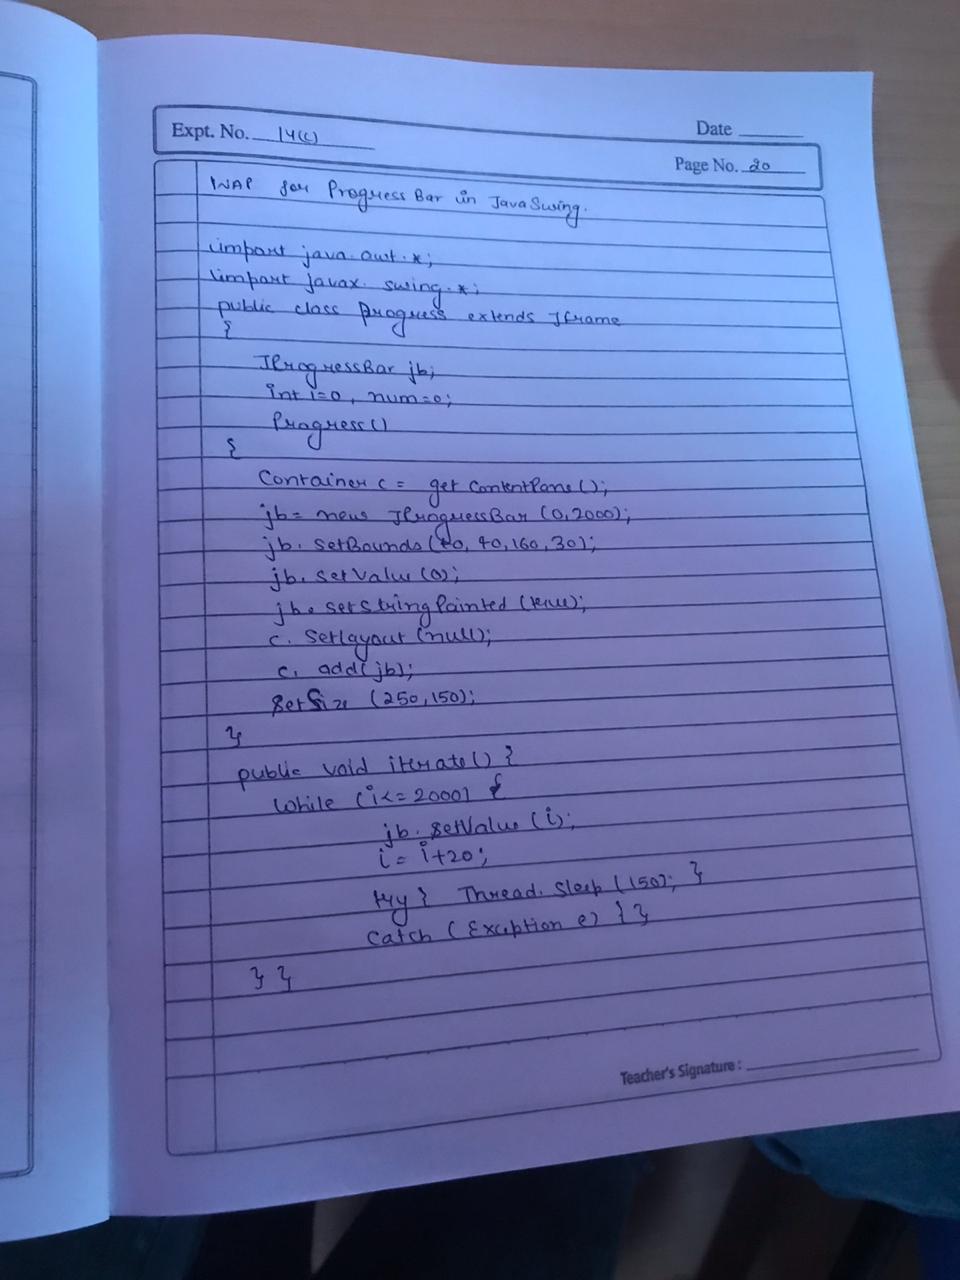 Expt. No. 14(c)
Date
Page No. 20
WAP for Progress Bar in Java Swing.
import java.awt.*;
import javax.swing.*;
public class Progress extends JFrame
{
JProgressBar jb;
int i=0, num=0;
Progress()
{
Container c = getContentPane();
jb = new JProgressBar (0,2000);
jb. setBounds (40, 40, 160, 30);
jb. setValue (0);
jb. setStringPainted (true);
c. setlayout (null);
c. add(jb);
setSize (250,150);
}
public void iterate() {
while (i<=2000) {
jb. setValue (i);
i = i+20;
try { Thread. sleep (150); }
catch (Exception e) { }
} }
Teacher's Signature :